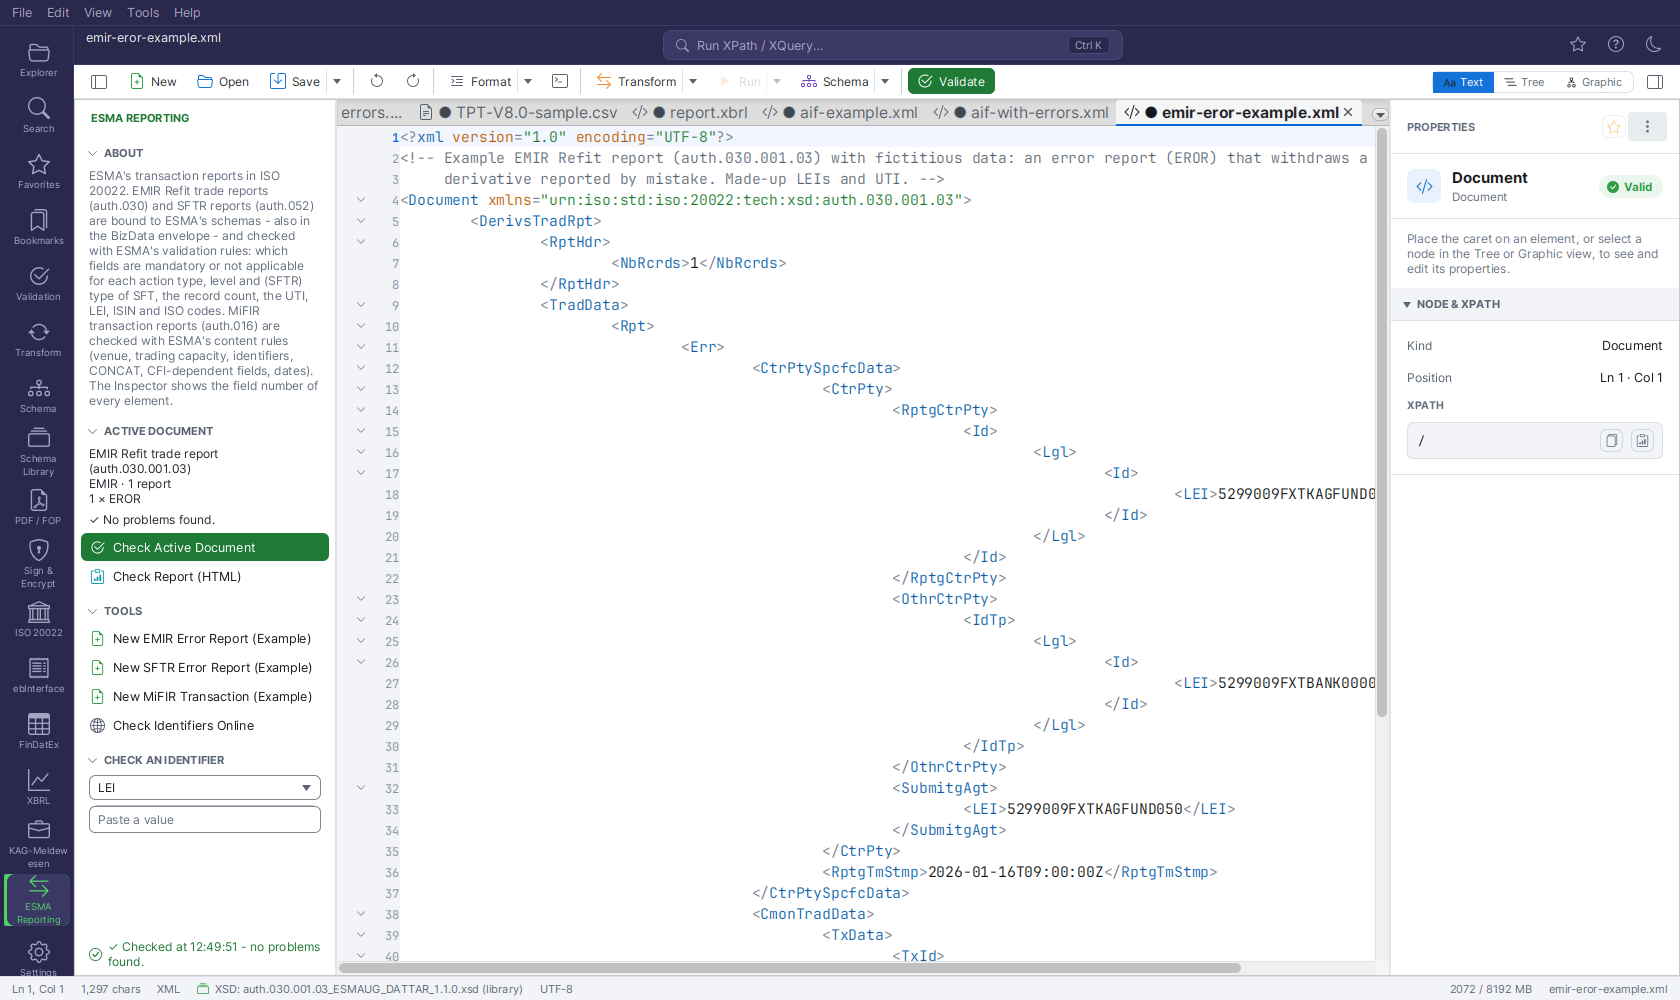 File Edit View Tools Help
emir-eror-example.xml
Run XPath / XQuery...
Ctrl K
New
Open
Save
Format
Transform
Run
Schema
Validate
Aa Text
Tree
Graphic
Explorer
Search
Favorites
Bookmarks
Validation
Transform
Schema
Schema
Library
PDF / FOP
Sign &
Encrypt
ISO 20022
ebInterface
FinDatEx
XBRL
KAG-Meldew
esen
ESMA
Reporting
Settings
ESMA REPORTING
ABOUT
ESMA's transaction reports in ISO
20022. EMIR Refit trade reports
(auth.030) and SFTR reports (auth.052)
are bound to ESMA's schemas - also in
the BizData envelope - and checked
with ESMA's validation rules: which
fields are mandatory or not applicable
for each action type, level and (SFTR)
type of SFT, the record count, the UTI,
LEI, ISIN and ISO codes. MiFIR
transaction reports (auth.016) are
checked with ESMA's content rules
(venue, trading capacity, identifiers,
CONCAT, CFI-dependent fields, dates).
The Inspector shows the field number of
every element.
ACTIVE DOCUMENT
EMIR Refit trade report
(auth.030.001.03)
EMIR · 1 report
1 × EROR
✓ No problems found.
Check Active Document
Check Report (HTML)
TOOLS
New EMIR Error Report (Example)
New SFTR Error Report (Example)
New MiFIR Transaction (Example)
Check Identifiers Online
CHECK AN IDENTIFIER
LEI
Paste a value
✓ Checked at 12:49:51 - no problems
found.
errors.... TPT-V8.0-sample.csv report.xbrl aif-example.xml aif-with-errors.xml emir-eror-example.xml
1 <?xml version="1.0" encoding="UTF-8"?>
2 <!-- Example EMIR Refit report (auth.030.001.03) with fictitious data: an error report (EROR) that withdraws a
3 derivative reported by mistake. Made-up LEIs and UTI. -->
4 <Document xmlns="urn:iso:std:iso:20022:tech:xsd:auth.030.001.03">
5 <DerivsTradRpt>
6 <RptHdr>
7 <NbRcrds>1</NbRcrds>
8 </RptHdr>
9 <TradData>
10 <Rpt>
11 <Err>
12 <CtrPtySpcfcData>
13 <CtrPty>
14 <RptgCtrPty>
15 <Id>
16 <Lgl>
17 <Id>
18 <LEI>5299009FXTKAGFUND0
19 </Id>
20 </Lgl>
21 </Id>
22 </RptgCtrPty>
23 <OthrCtrPty>
24 <IdTp>
25 <Lgl>
26 <Id>
27 <LEI>5299009FXTBANK0000
28 </Id>
29 </Lgl>
30 </IdTp>
31 </OthrCtrPty>
32 <SubmitgAgt>
33 <LEI>5299009FXTKAGFUND050</LEI>
34 </SubmitgAgt>
35 </CtrPty>
36 <RptgTmStmp>2026-01-16T09:00:00Z</RptgTmStmp>
37 </CtrPtySpcfcData>
38 <CmonTradData>
39 <TxData>
40 <TxId>
PROPERTIES
Document
Document
Valid
Place the caret on an element, or select a
node in the Tree or Graphic view, to see and
edit its properties.
NODE & XPATH
Kind Document
Position Ln 1 · Col 1
XPATH
/
Ln 1, Col 1 1,297 chars XML XSD: auth.030.001.03_ESMAUG_DATTAR_1.1.0.xsd (library) UTF-8 2072 / 8192 MB emir-eror-example.xml